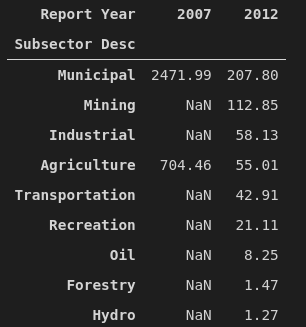 Report Year 2007 2012
Subsector Desc
Municipal 2471.99 207.80
Mining NaN 112.85
Industrial NaN 58.13
Agriculture 704.46 55.01
Transportation NaN 42.91
Recreation NaN 21.11
Oil NaN 8.25
Forestry NaN 1.47
Hydro NaN 1.27